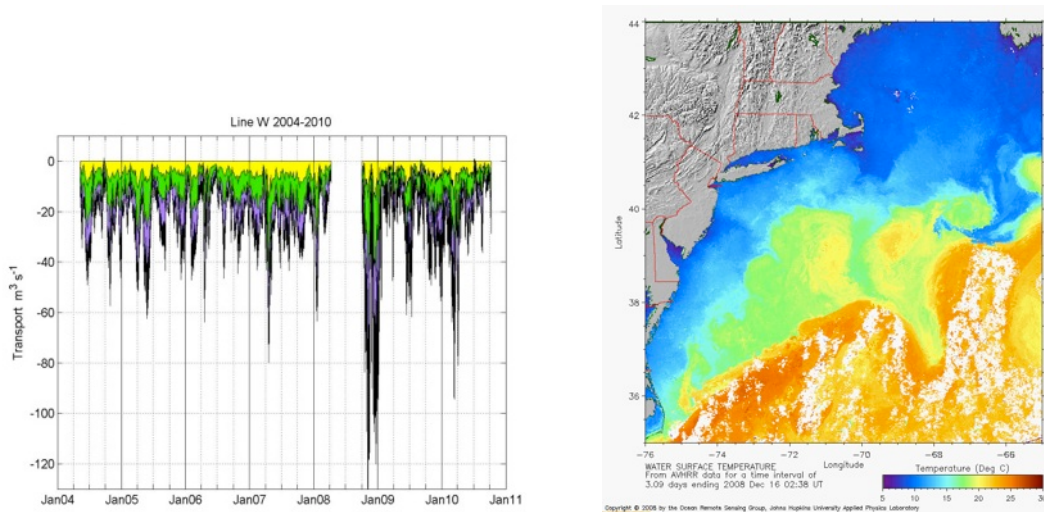 Line W 2004-2010
Transport m³ s⁻¹
0
-20
-40
-60
-80
-100
-120
Jan04 Jan05 Jan06 Jan07 Jan08 Jan09 Jan10 Jan11
44
42
40
38
36
Latitude
-76 -74 -72 -70 -68 -66
Longitude
WATER SURFACE TEMPERATURE
From AVHRR data for a time interval of
3.09 days ending 2008 Dec 16 02:38 UT
Temperature (Deg C)
5 10 15 20 25 30
Copyright © 2008 by the Ocean Remote Sensing Group, Johns Hopkins University Applied Physics Laboratory